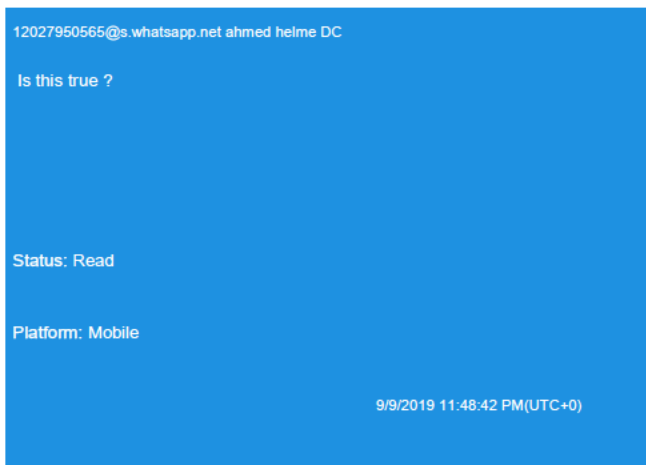 12027950565@s.whatsapp.net ahmed helme DC
Is this true ?
Status: Read
Platform: Mobile
9/9/2019 11:48:42 PM(UTC+0)